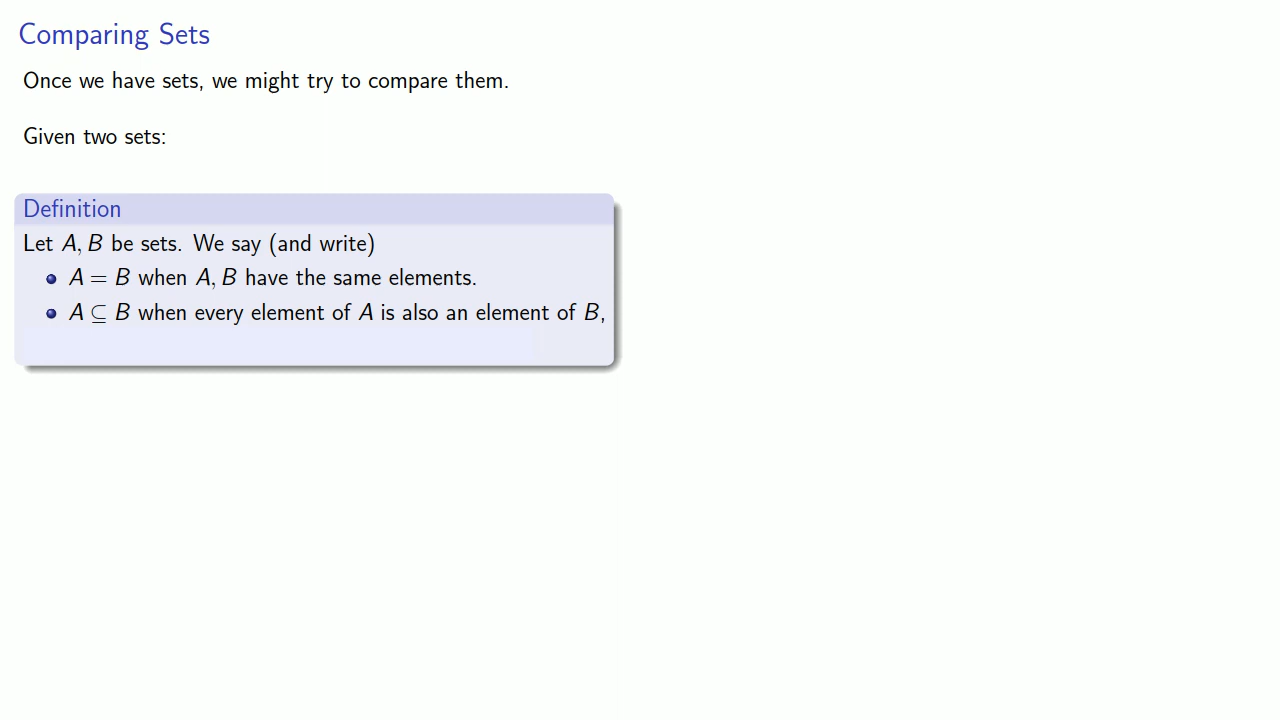 Comparing Sets
Once we have sets, we might try to compare them.
Given two sets:
Definition
Let A, B be sets. We say (and write)
A = B when A, B have the same elements.
A ⊆ B when every element of A is also an element of B,